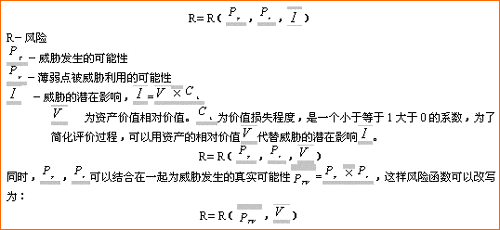 R= R( P_T , P_V , I )
R－风险
P_T －威胁发生的可能性
P_V －薄弱点被威胁利用的可能性
I －威胁的潜在影响，I = V × C_L
V 为资产价值相对价值。C_L 为价值损失程度，是一个小于等于1大于0的系数，为了
简化评价过程，可以用资产的相对价值 V 代替威胁的潜在影响 I 。
R= R( P_T , P_V , V )
同时，P_T , P_V 可以结合在一起为威胁发生的真实可能性 P_TV = P_T × P_V ，这样风险函数可以改写
为：
R= R( P_TV , V )